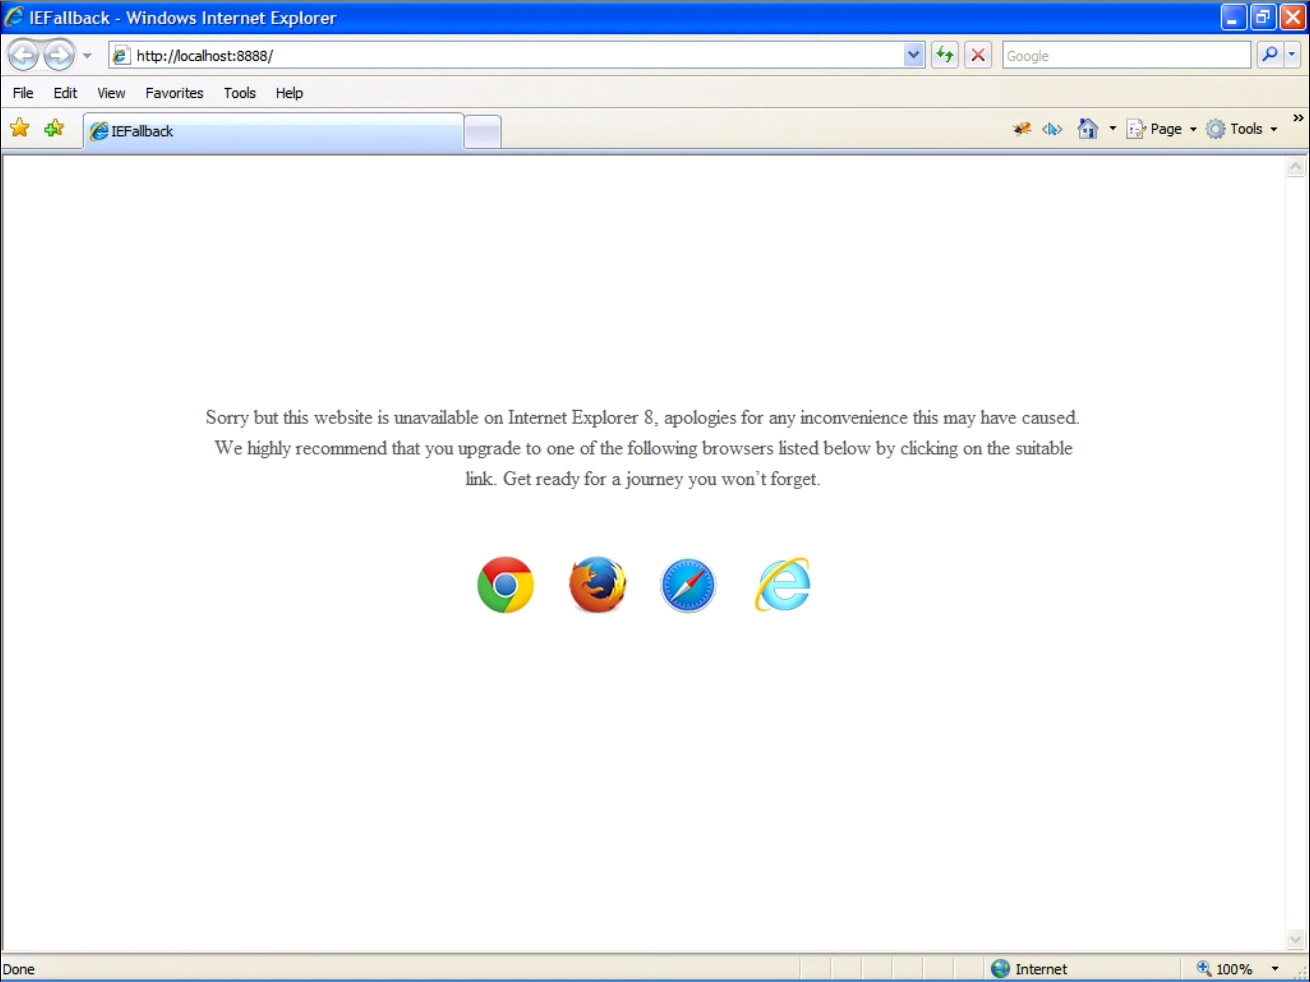 IEFallback - Windows Internet Explorer
http://localhost:8888/
Google
File Edit View Favorites Tools Help
IEFallback
Page Tools »
Sorry but this website is unavailable on Internet Explorer 8, apologies for any inconvenience this may have caused.
We highly recommend that you upgrade to one of the following browsers listed below by clicking on the suitable
link. Get ready for a journey you won’t forget.
Done
Internet
100%